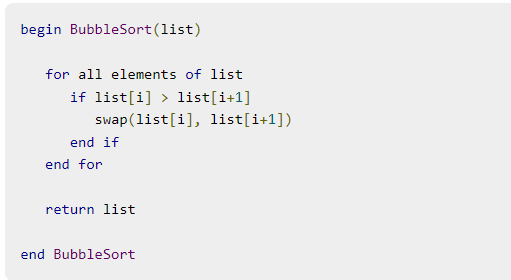 begin BubbleSort(list)
for all elements of list
if list[i] > list[i+1]
swap(list[i], list[i+1])
end if
end for
return list
end BubbleSort